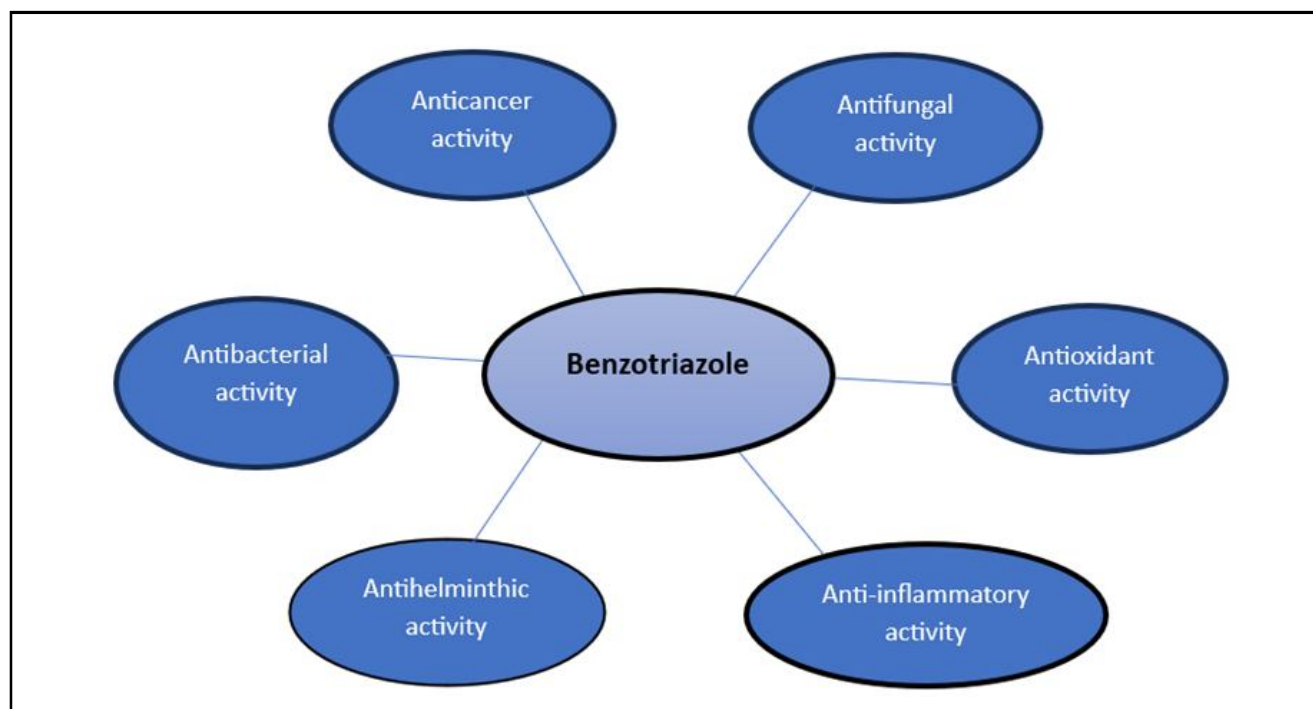 Anticancer
activity
Antifungal
activity
Antibacterial
activity
Benzotriazole
Antioxidant
activity
Antihelminthic
activity
Anti-inflammatory
activity